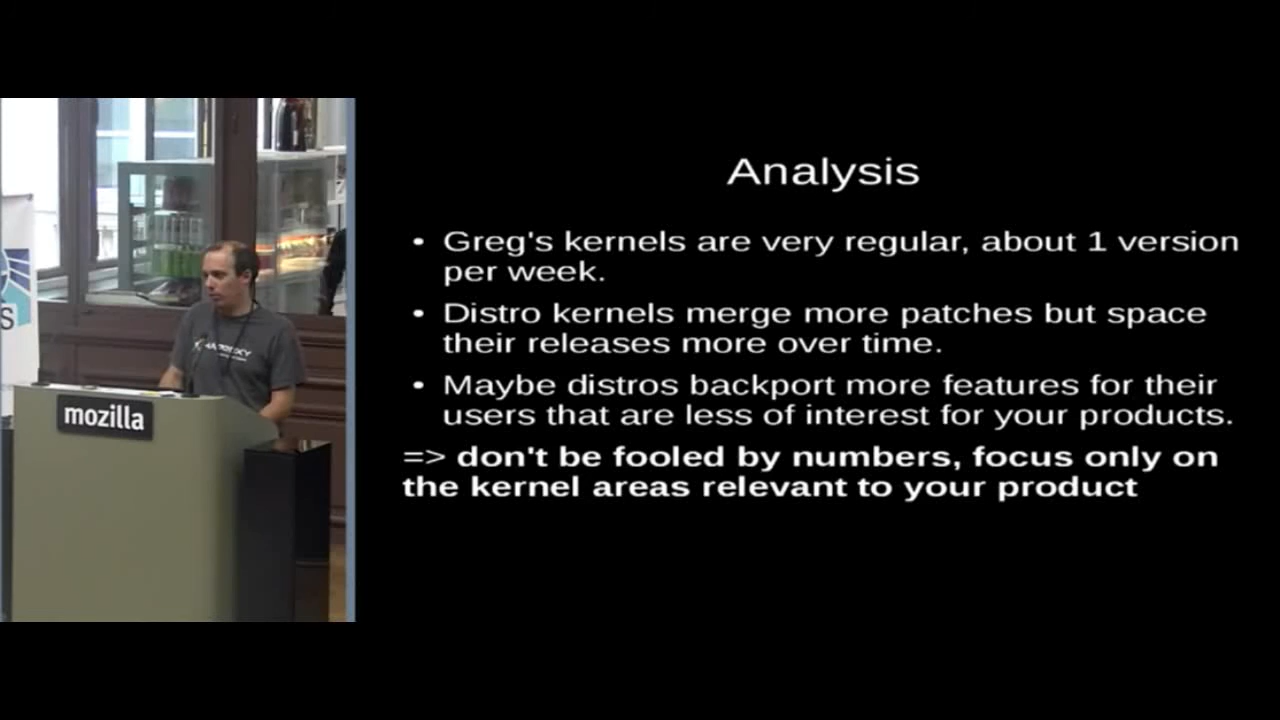 Analysis
• Greg's kernels are very regular, about 1 version
per week.
• Distro kernels merge more patches but space
their releases more over time.
• Maybe distros backport more features for their
users that are less of interest for your products.
=> don't be fooled by numbers, focus only on
the kernel areas relevant to your product
mozilla
S